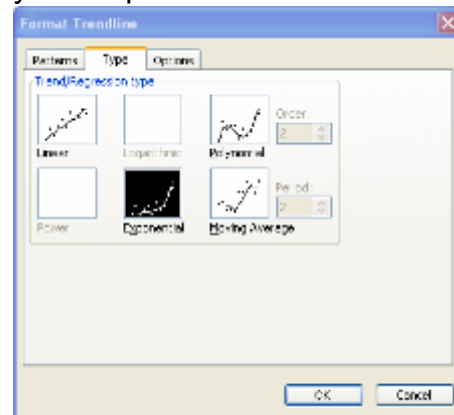 Format Trendline
Patterns Type Options
Trend/Regression type
Order:
2
Linear Logarithmic Polynomial
Period:
2
Power Exponential Moving Average
OK Cancel